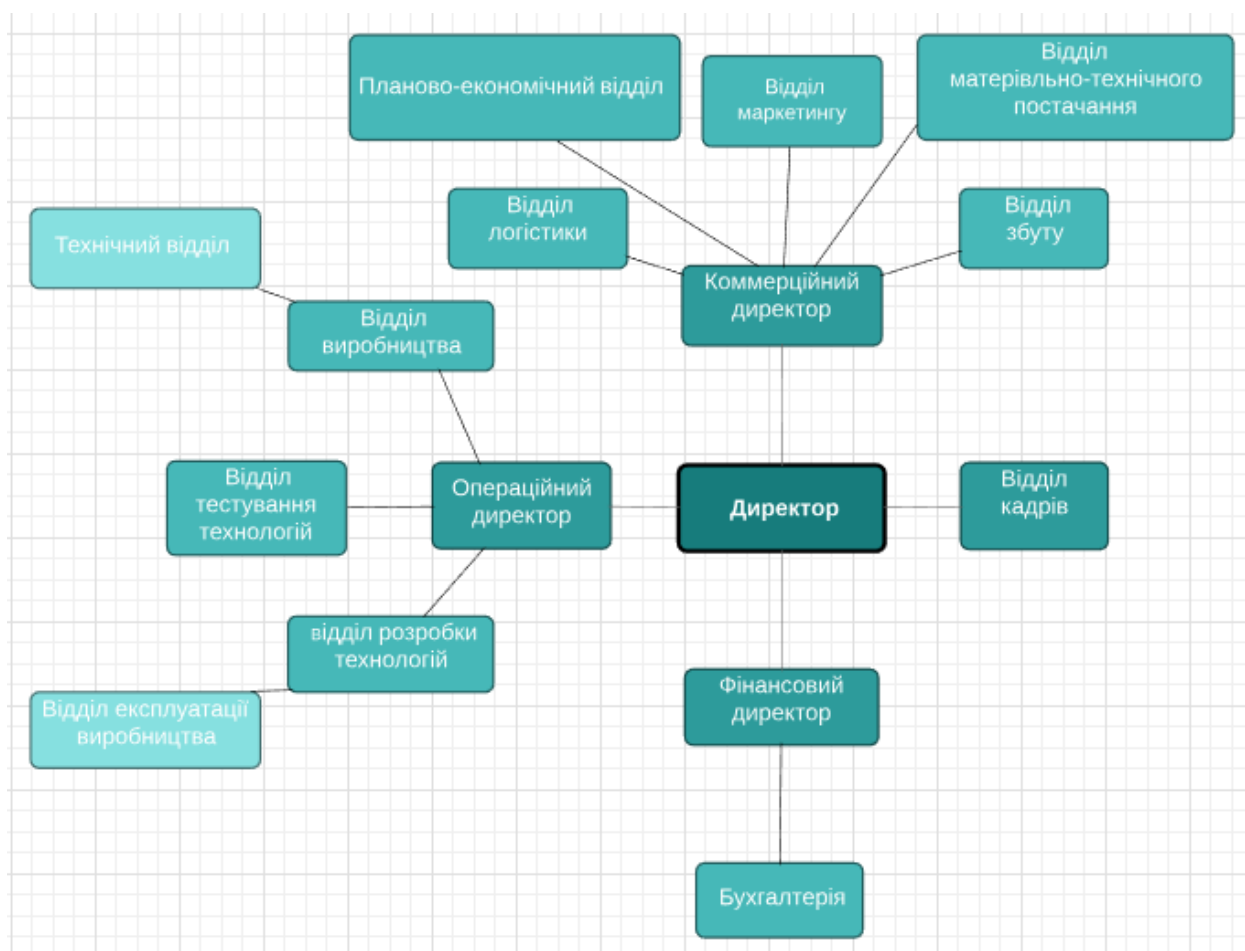 Планово-економічний відділ
Відділ
маркетингу
Відділ
матерівльно-технічного
постачання
Відділ
логістики
Відділ
збуту
Технічний відділ
Коммерційний
директор
Відділ
виробництва
Відділ
тестування
технологій
Операційний
директор
Директор
Відділ
кадрів
відділ розробки
технологій
Відділ експлуатації
виробництва
Фінансовий
директор
Бухгалтерія